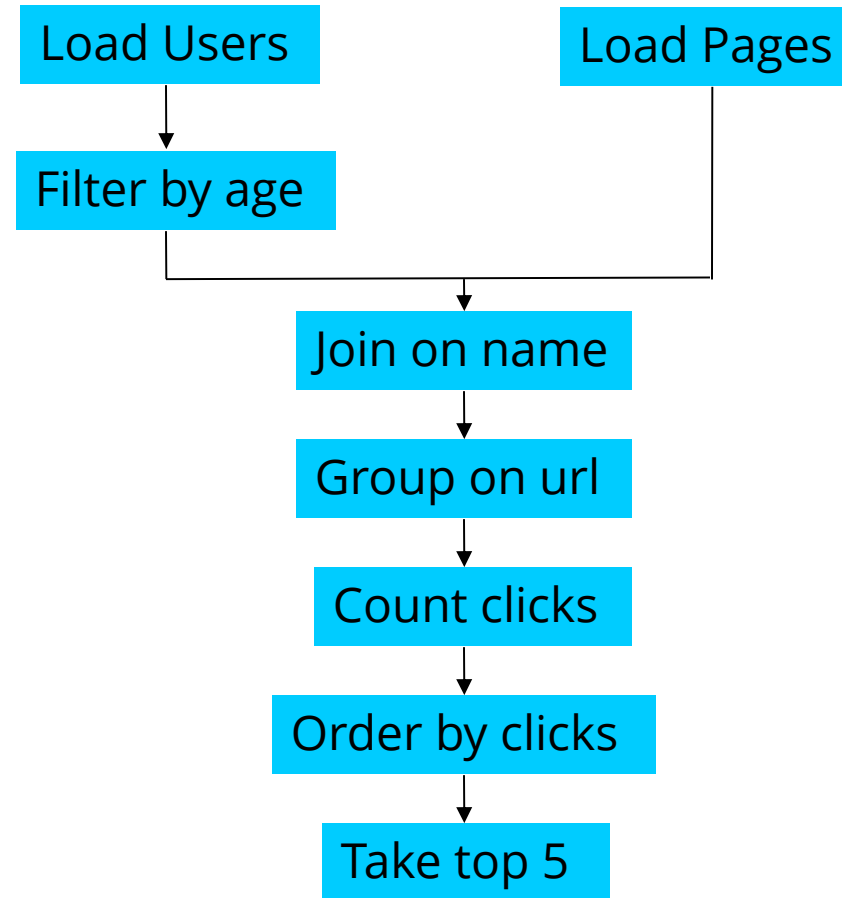 Load Users
Load Pages
Filter by age
Join on name
Group on url
Count clicks
Order by clicks
Take top 5